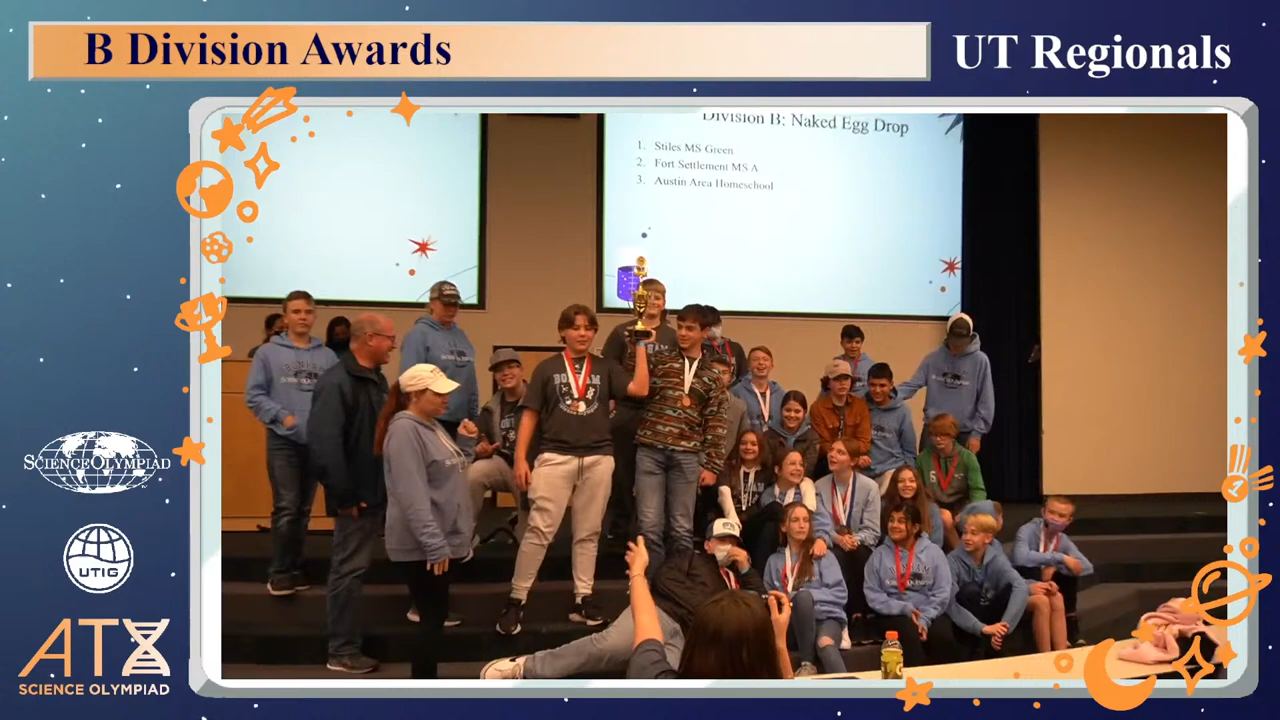 B Division Awards
UT Regionals
Division B: Naked Egg Drop
1. Stiles MS Green
2. Fort Settlement MS A
3. Austin Area Homeschool
BONHAM
SCIENCE OLYMPIAD
UTIG
ATX
SCIENCE OLYMPIAD